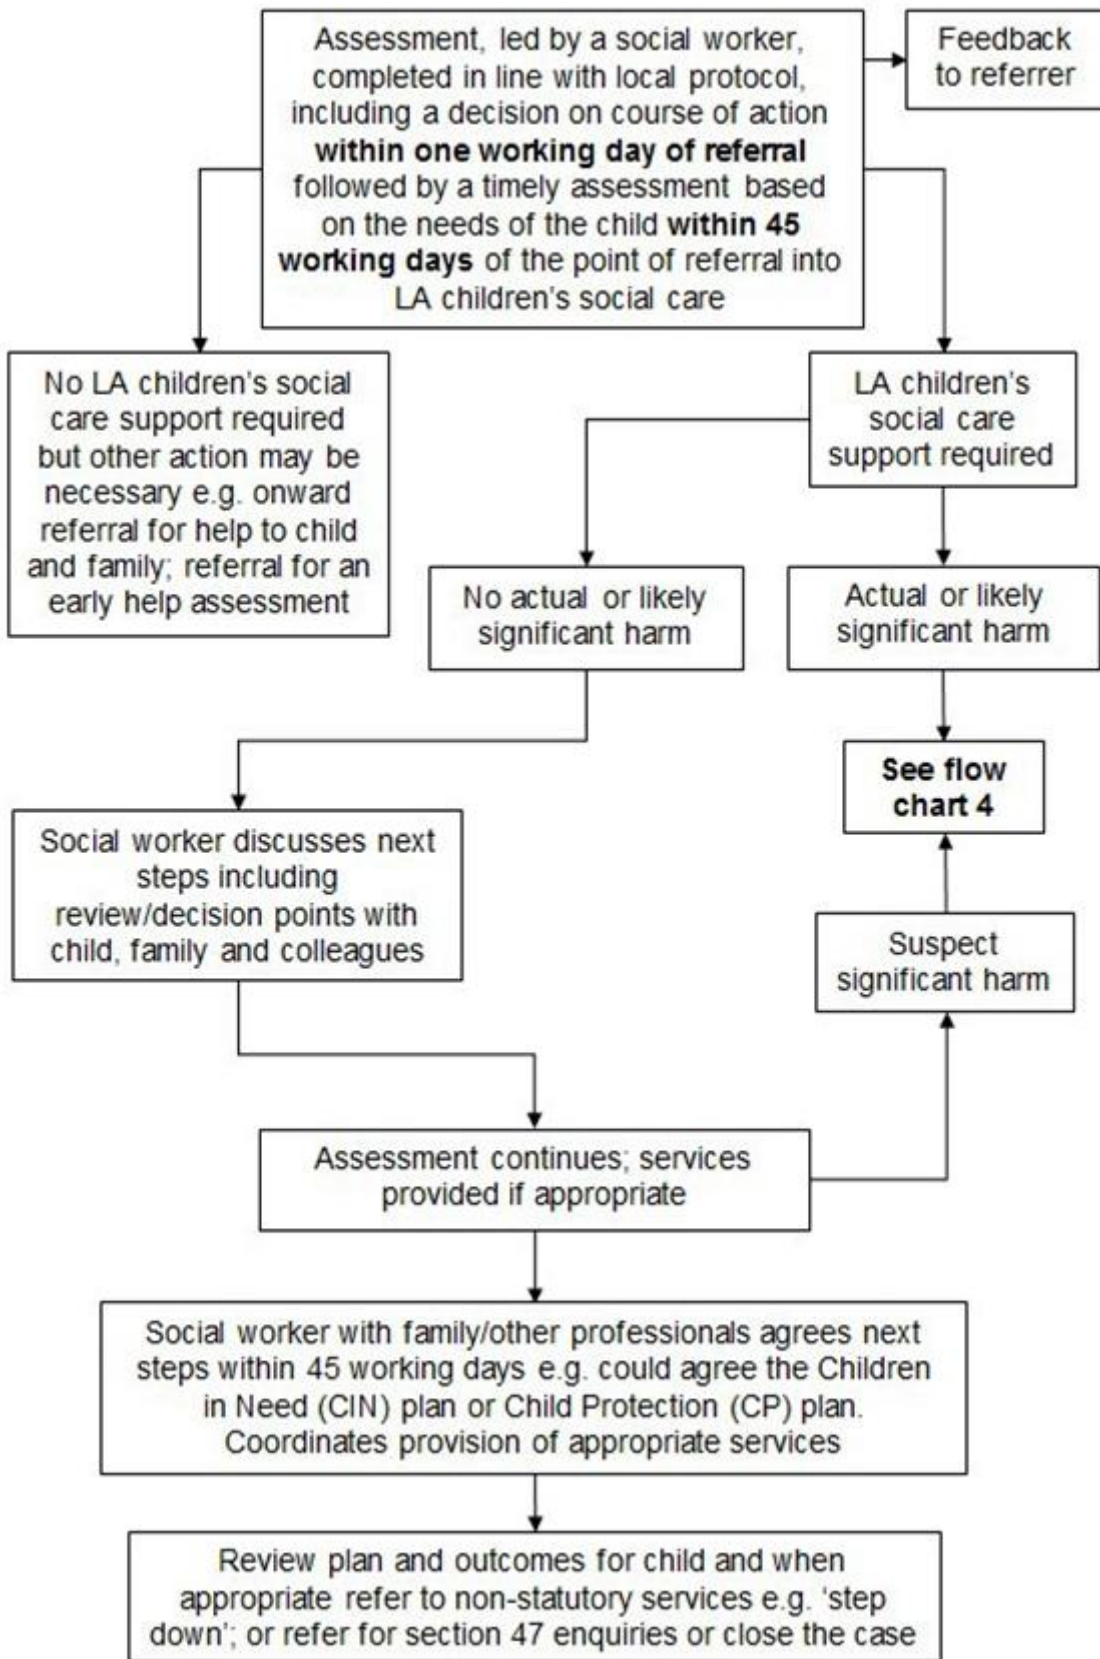 Assessment, led by a social worker,
completed in line with local protocol,
including a decision on course of action
within one working day of referral
followed by a timely assessment based
on the needs of the child within 45
working days of the point of referral into
LA children's social care
Feedback
to referrer
No LA children's social
care support required
but other action may be
necessary e.g. onward
referral for help to child
and family; referral for an
early help assessment
LA children's
social care
support required
No actual or likely
significant harm
Actual or likely
significant harm
See flow
chart 4
Social worker discusses next
steps including
review/decision points with
child, family and colleagues
Suspect
significant harm
Assessment continues; services
provided if appropriate
Social worker with family/other professionals agrees next
steps within 45 working days e.g. could agree the Children
in Need (CIN) plan or Child Protection (CP) plan.
Coordinates provision of appropriate services
Review plan and outcomes for child and when
appropriate refer to non-statutory services e.g. ‘step
down’; or refer for section 47 enquiries or close the case